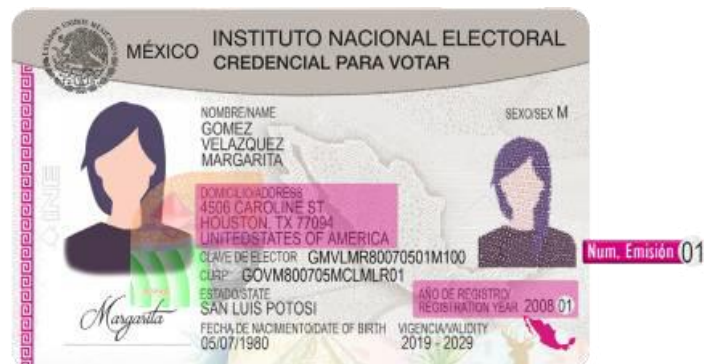 MÉXICO
INSTITUTO NACIONAL ELECTORAL
CREDENCIAL PARA VOTAR
NOMBRE/NAME
GOMEZ
VELAZQUEZ
MARGARITA
SEXO/SEX M
DOMICILIO/ADDRESS
4506 CAROLINE ST
HOUSTON, TX 77094
UNITEDSTATES OF AMERICA
CLAVE DE ELECTOR GMVLMR80070501M100
CURP GOVM800705MCLMLR01
ESTADO/STATE
SAN LUIS POTOSI
AÑO DE REGISTRO/
REGISTRATION YEAR 2008 01
FECHA DE NACIMIENTO/DATE OF BIRTH
05/07/1980
VIGENCIA/VALIDITY
2019 - 2029
Margarita
INE
Num. Emisión 01